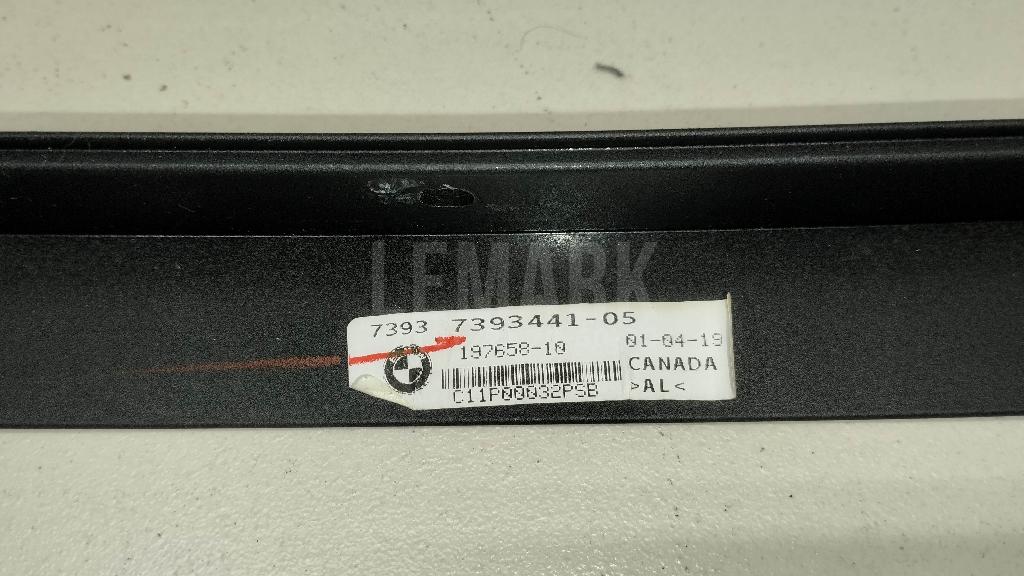 LEMARK
7393 7393441-05
197658-10 01-04-19
CANADA
C11P00032PSB >AL<